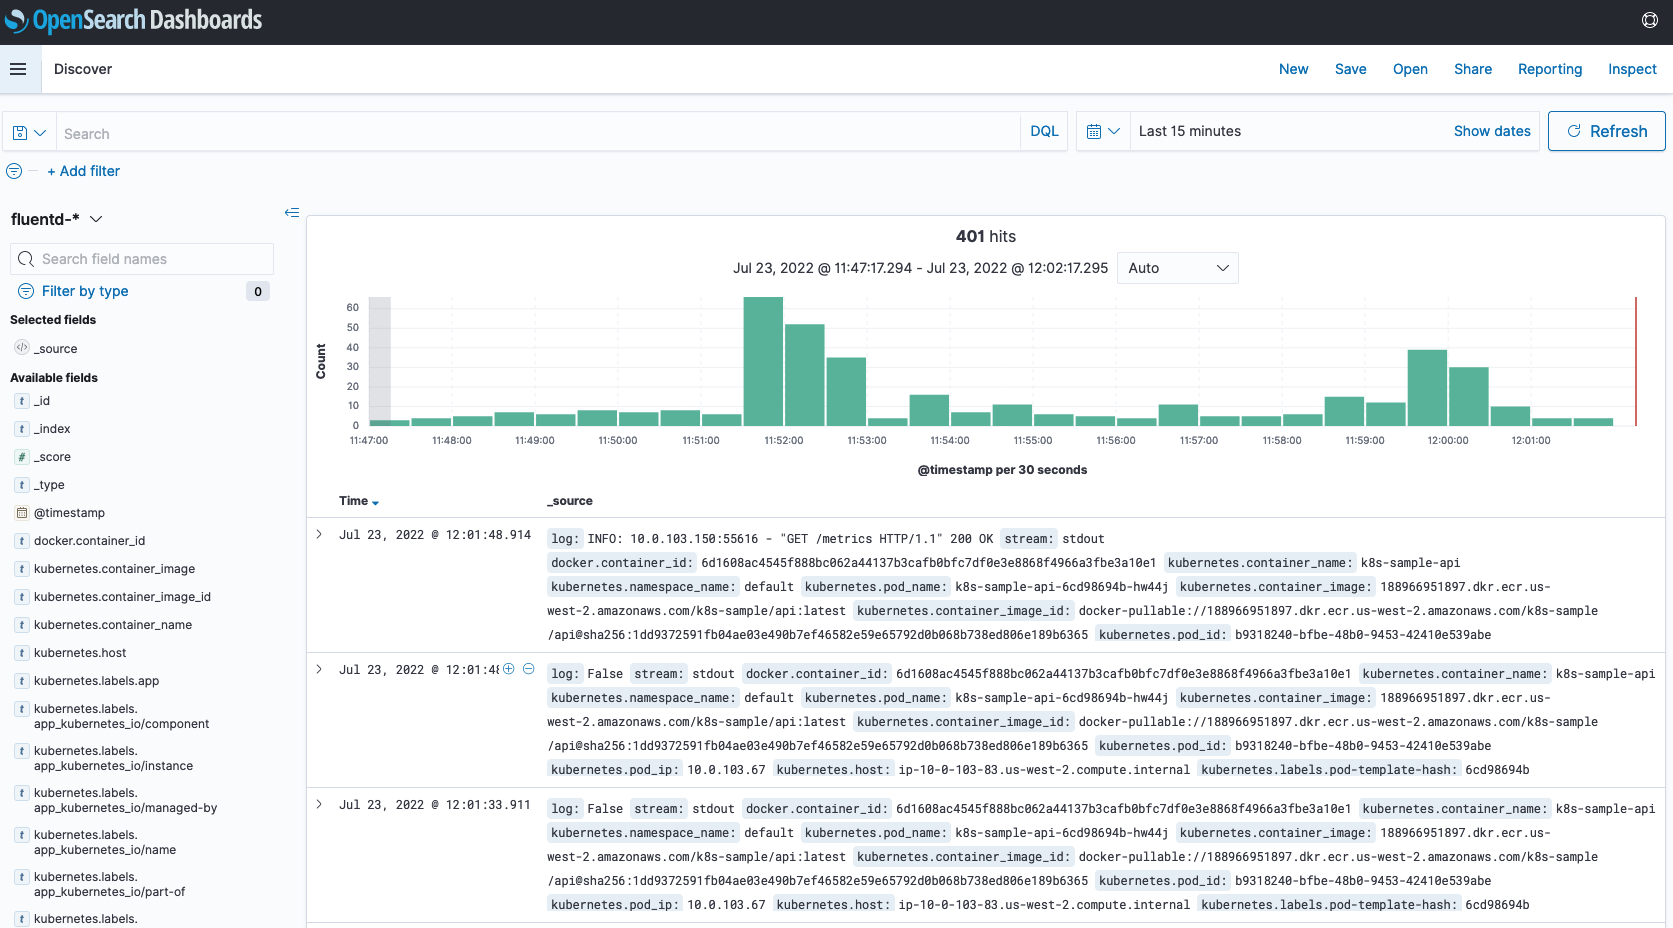 OpenSearch Dashboards
Discover
New Save Open Share Reporting Inspect
Search
DQL
Last 15 minutes
Show dates
Refresh
+ Add filter
fluentd-*
Search field names
Filter by type
0
Selected fields
_source
Available fields
t _id
t _index
# _score
t _type
@timestamp
t docker.container_id
t kubernetes.container_image
t kubernetes.container_image_id
t kubernetes.container_name
t kubernetes.host
t kubernetes.labels.app
t kubernetes.labels.
app_kubernetes_io/component
t kubernetes.labels.
app_kubernetes_io/instance
t kubernetes.labels.
app_kubernetes_io/managed-by
t kubernetes.labels.
app_kubernetes_io/name
t kubernetes.labels.
app_kubernetes_io/part-of
t kubernetes.labels.
401 hits
Jul 23, 2022 @ 11:47:17.294 - Jul 23, 2022 @ 12:02:17.295
Auto
Count
60
50
40
30
20
10
0
11:47:00 11:48:00 11:49:00 11:50:00 11:51:00 11:52:00 11:53:00 11:54:00 11:55:00 11:56:00 11:57:00 11:58:00 11:59:00 12:00:00 12:01:00
@timestamp per 30 seconds
Time _source
Jul 23, 2022 @ 12:01:48.914
log: INFO: 10.0.103.150:55616 - "GET /metrics HTTP/1.1" 200 OK stream: stdout
docker.container_id: 6d1608ac4545f888bc062a44137b3cafb0bfc7df0e3e8868f4966a3fbe3a10e1 kubernetes.container_name: k8s-sample-api
kubernetes.namespace_name: default kubernetes.pod_name: k8s-sample-api-6cd98694b-hw44j kubernetes.container_image: 188966951897.dkr.ecr.us-
west-2.amazonaws.com/k8s-sample/api:latest kubernetes.container_image_id: docker-pullable://188966951897.dkr.ecr.us-west-2.amazonaws.com/k8s-sample
/api@sha256:1dd9372591fb04ae03e490b7ef46582e59e65792d0b068b738ed806e189b6365 kubernetes.pod_id: b9318240-bfbe-48b0-9453-42410e539abe
Jul 23, 2022 @ 12:01:48
log: False stream: stdout docker.container_id: 6d1608ac4545f888bc062a44137b3cafb0bfc7df0e3e8868f4966a3fbe3a10e1 kubernetes.container_name: k8s-sample-api
kubernetes.namespace_name: default kubernetes.pod_name: k8s-sample-api-6cd98694b-hw44j kubernetes.container_image: 188966951897.dkr.ecr.us-
west-2.amazonaws.com/k8s-sample/api:latest kubernetes.container_image_id: docker-pullable://188966951897.dkr.ecr.us-west-2.amazonaws.com/k8s-sample
/api@sha256:1dd9372591fb04ae03e490b7ef46582e59e65792d0b068b738ed806e189b6365 kubernetes.pod_id: b9318240-bfbe-48b0-9453-42410e539abe
kubernetes.pod_ip: 10.0.103.67 kubernetes.host: ip-10-0-103-83.us-west-2.compute.internal kubernetes.labels.pod-template-hash: 6cd98694b
Jul 23, 2022 @ 12:01:33.911
log: False stream: stdout docker.container_id: 6d1608ac4545f888bc062a44137b3cafb0bfc7df0e3e8868f4966a3fbe3a10e1 kubernetes.container_name: k8s-sample-api
kubernetes.namespace_name: default kubernetes.pod_name: k8s-sample-api-6cd98694b-hw44j kubernetes.container_image: 188966951897.dkr.ecr.us-
west-2.amazonaws.com/k8s-sample/api:latest kubernetes.container_image_id: docker-pullable://188966951897.dkr.ecr.us-west-2.amazonaws.com/k8s-sample
/api@sha256:1dd9372591fb04ae03e490b7ef46582e59e65792d0b068b738ed806e189b6365 kubernetes.pod_id: b9318240-bfbe-48b0-9453-42410e539abe
kubernetes.pod_ip: 10.0.103.67 kubernetes.host: ip-10-0-103-83.us-west-2.compute.internal kubernetes.labels.pod-template-hash: 6cd98694b